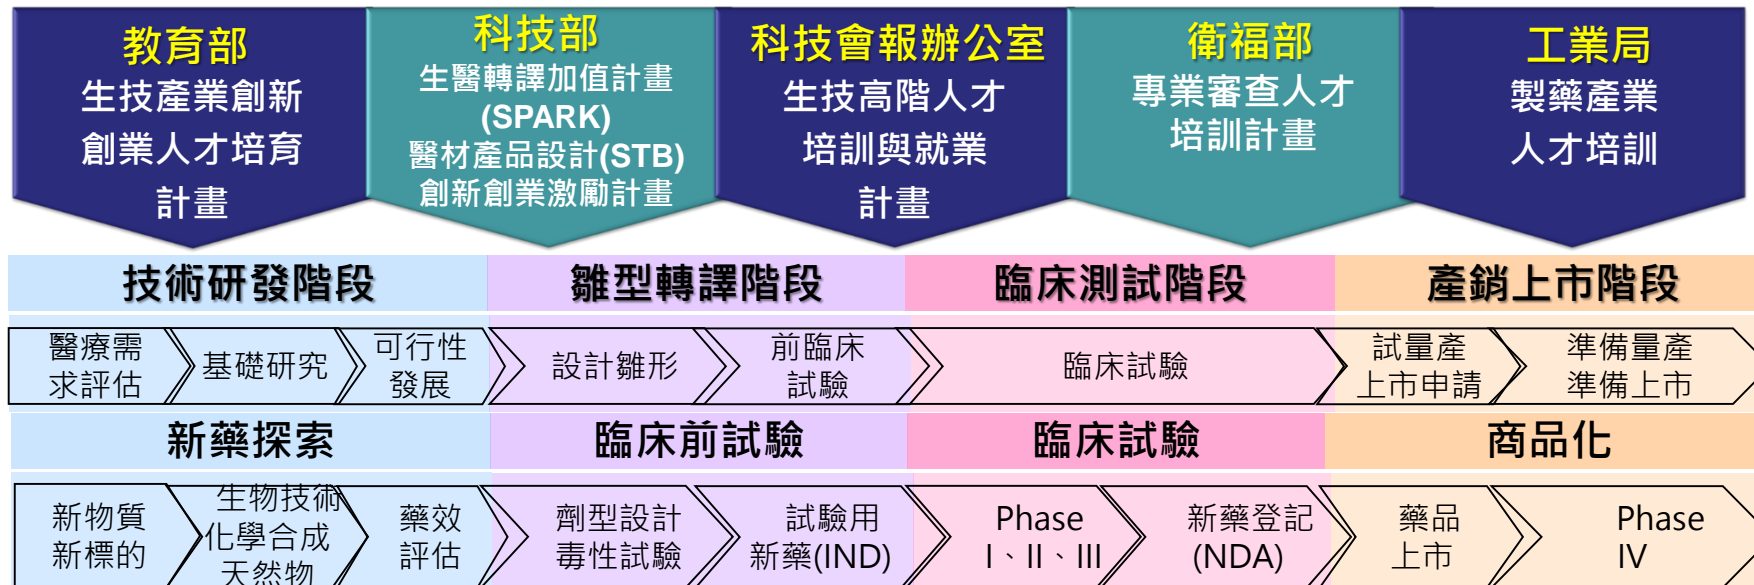 教育部
生技產業創新
創業人才培育
計畫
科技部
生醫轉譯加值計畫
(SPARK)
醫材產品設計(STB)
創新創業激勵計畫
科技會報辦公室
生技高階人才
培訓與就業
計畫
衛福部
專業審查人才
培訓計畫
工業局
製藥產業
人才培訓
技術研發階段
雛型轉譯階段
臨床測試階段
產銷上市階段
醫療需
求評估
基礎研究
可行性
發展
設計雛形
前臨床
試驗
臨床試驗
試量產
上市申請
準備量產
準備上市
新藥探索
臨床前試驗
臨床試驗
商品化
新物質
新標的
生物技術
化學合成
天然物
藥效
評估
劑型設計
毒性試驗
試驗用
新藥(IND)
Phase
I、II、III
新藥登記
(NDA)
藥品
上市
Phase
IV